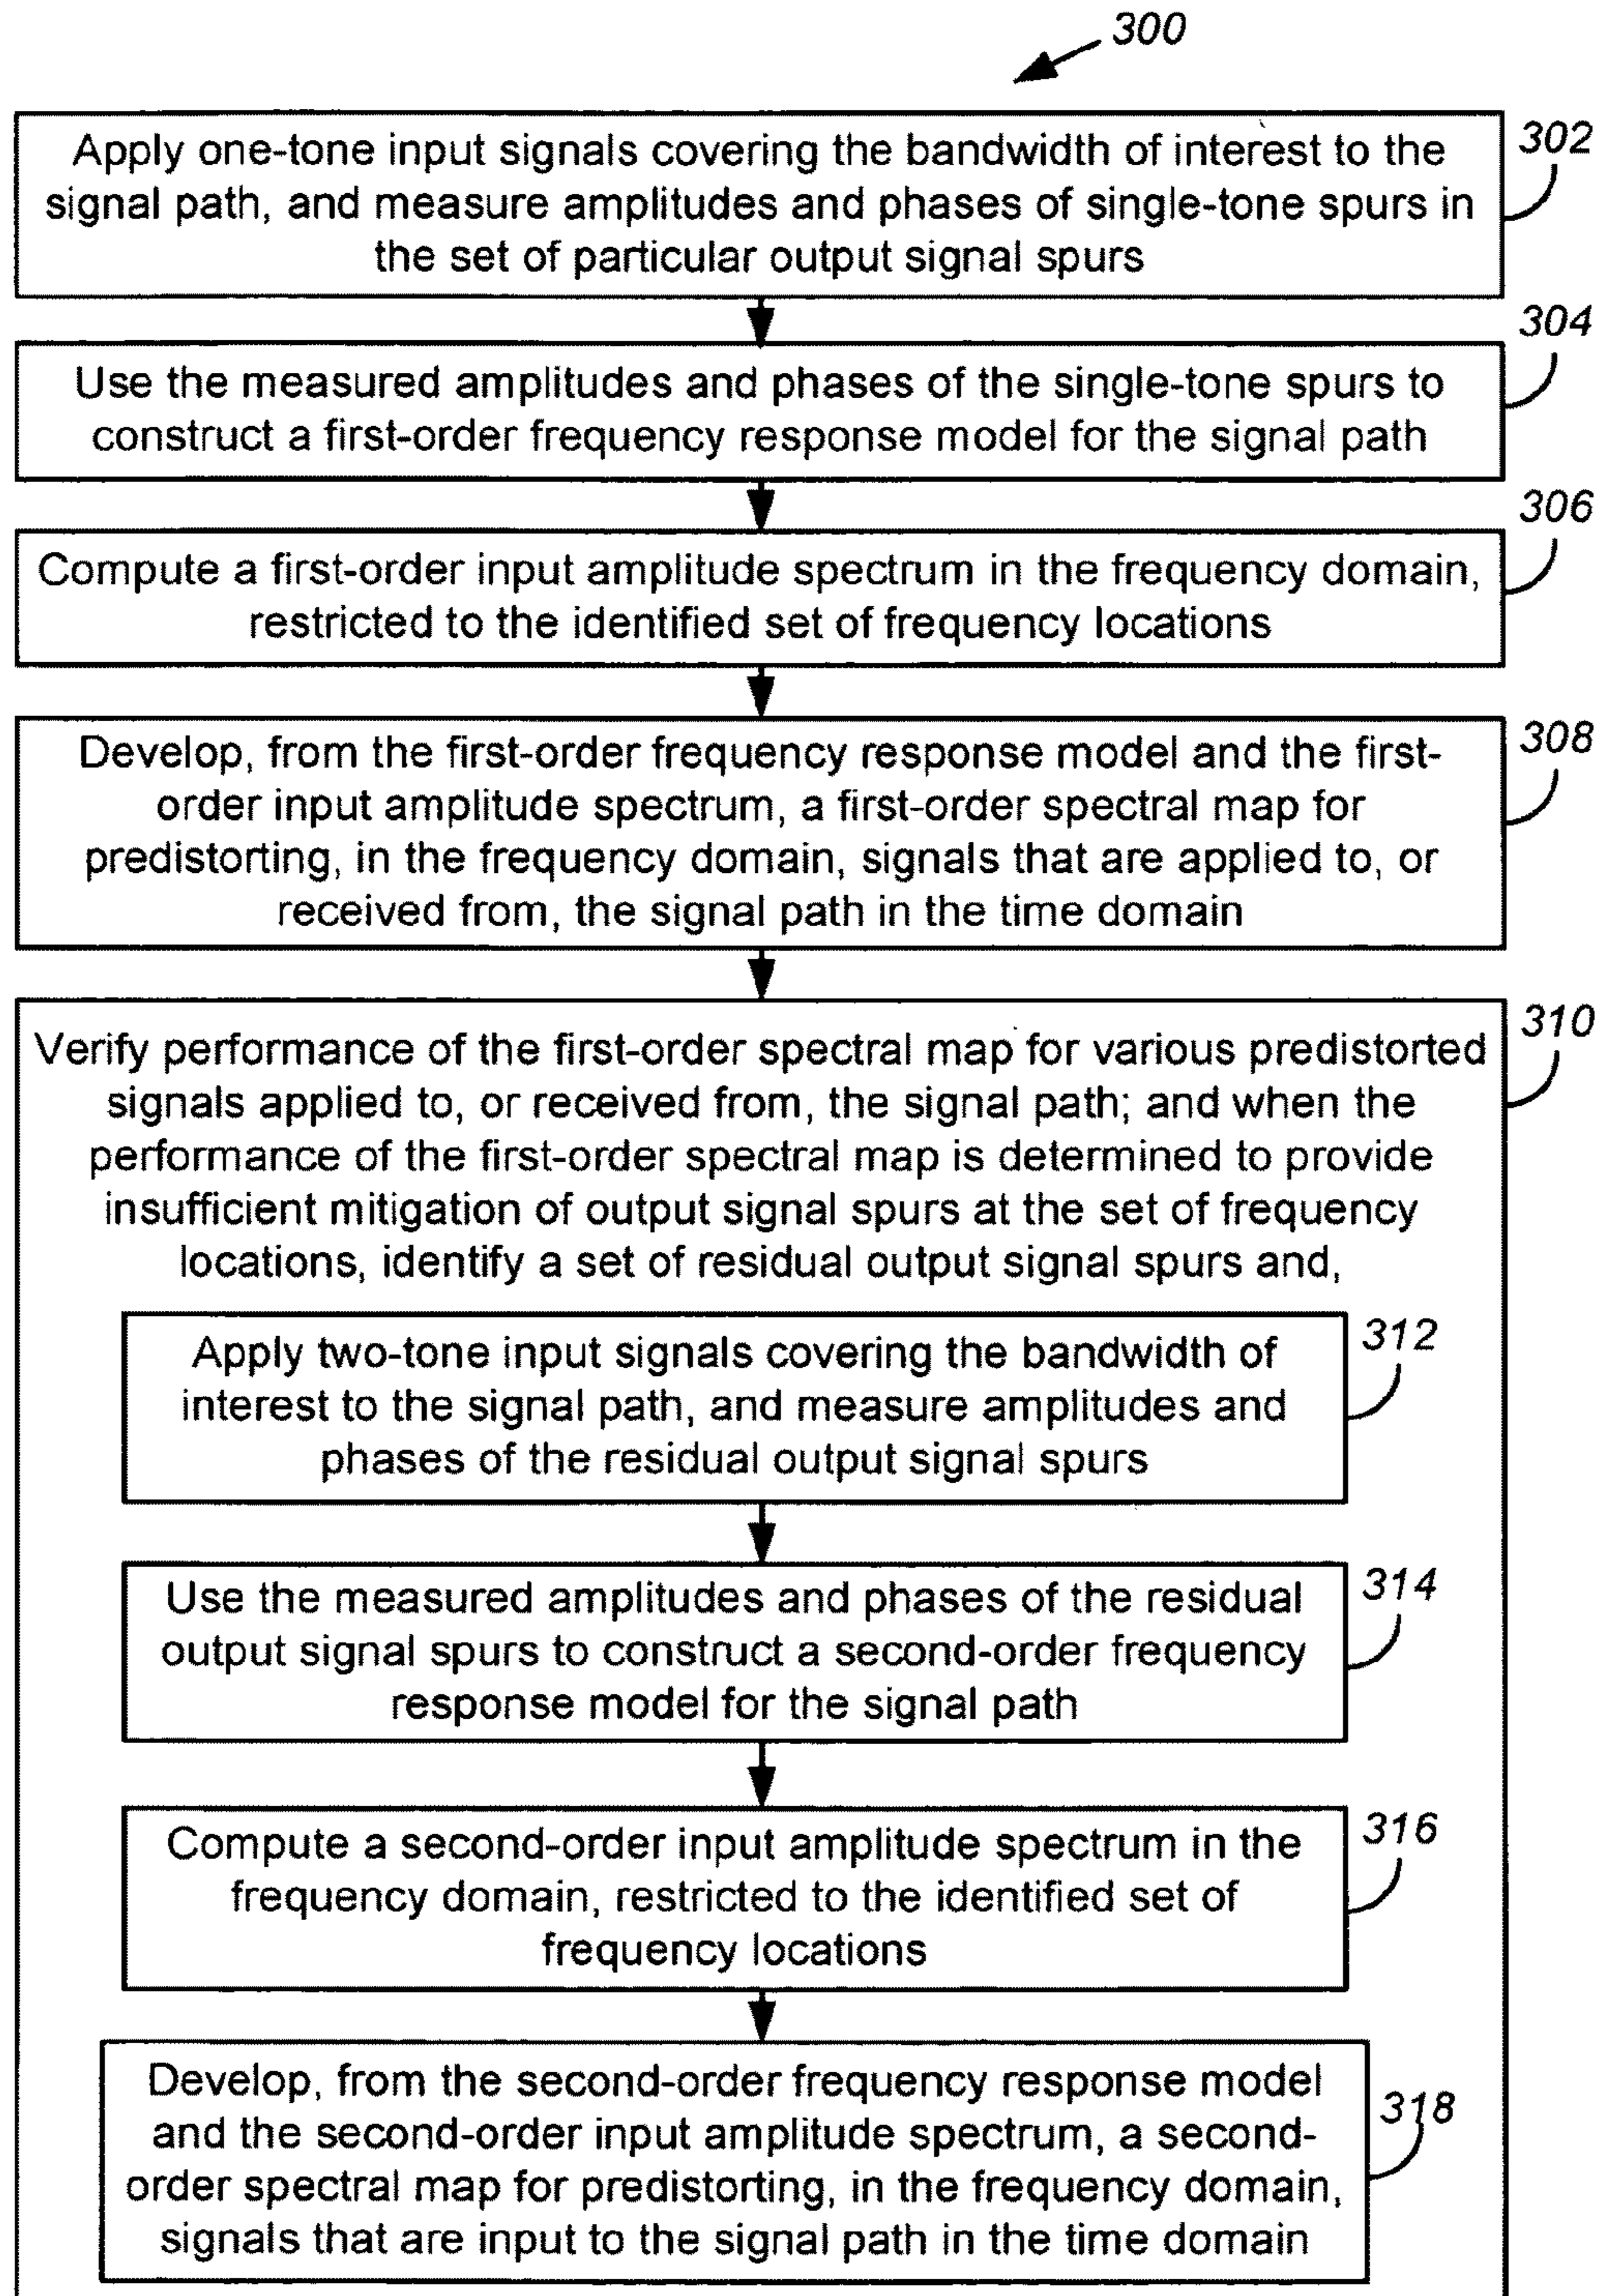 300
302
Apply one-tone input signals covering the bandwidth of interest to the
signal path, and measure amplitudes and phases of single-tone spurs in
the set of particular output signal spurs
304
Use the measured amplitudes and phases of the single-tone spurs to
construct a first-order frequency response model for the signal path
306
Compute a first-order input amplitude spectrum in the frequency domain,
restricted to the identified set of frequency locations
308
Develop, from the first-order frequency response model and the first-
order input amplitude spectrum, a first-order spectral map for
predistorting, in the frequency domain, signals that are applied to, or
received from, the signal path in the time domain
310
Verify performance of the first-order spectral map for various predistorted
signals applied to, or received from, the signal path; and when the
performance of the first-order spectral map is determined to provide
insufficient mitigation of output signal spurs at the set of frequency
locations, identify a set of residual output signal spurs and,
312
Apply two-tone input signals covering the bandwidth of
interest to the signal path, and measure amplitudes and
phases of the residual output signal spurs
314
Use the measured amplitudes and phases of the residual
output signal spurs to construct a second-order frequency
response model for the signal path
316
Compute a second-order input amplitude spectrum in the
frequency domain, restricted to the identified set of
frequency locations
318
Develop, from the second-order frequency response model
and the second-order input amplitude spectrum, a second-
order spectral map for predistorting, in the frequency domain,
signals that are input to the signal path in the time domain